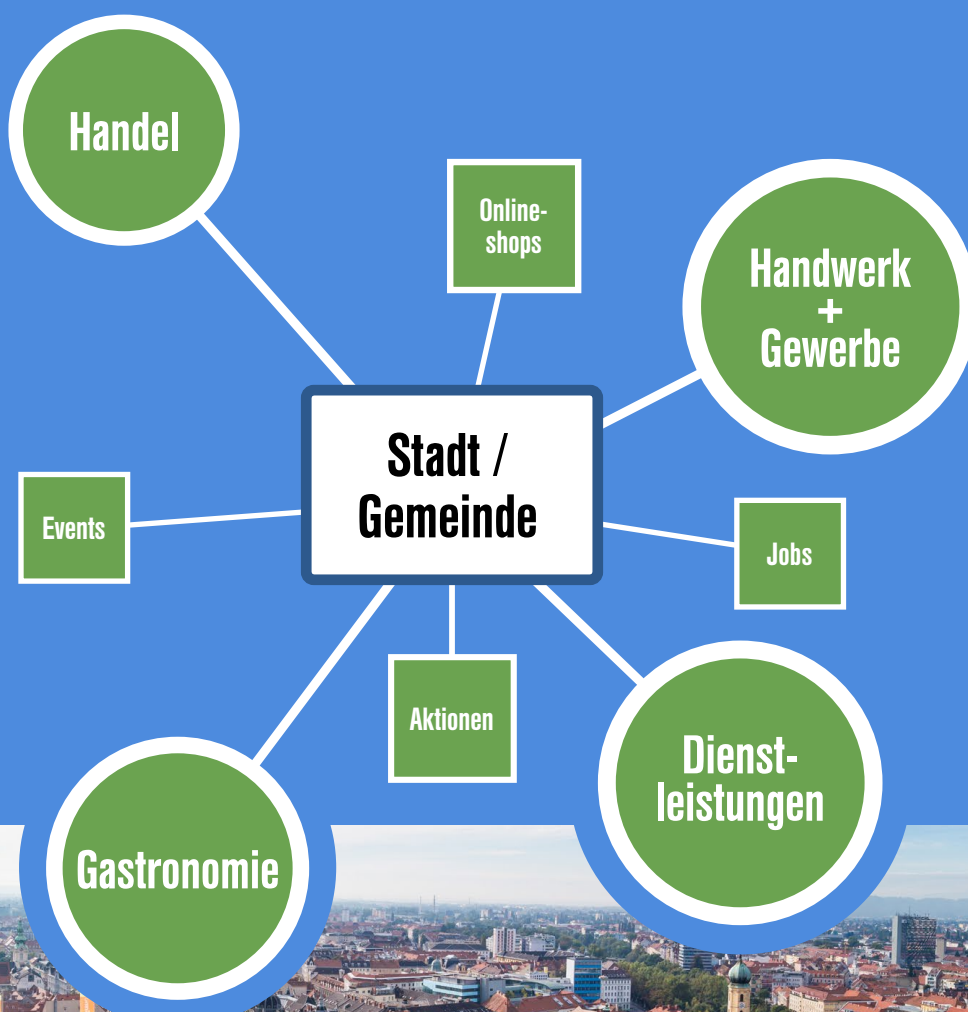 Handel
Online-
shops
Handwerk
+
Gewerbe
Stadt /
Gemeinde
Events
Jobs
Aktionen
Dienst-
leistungen
Gastronomie